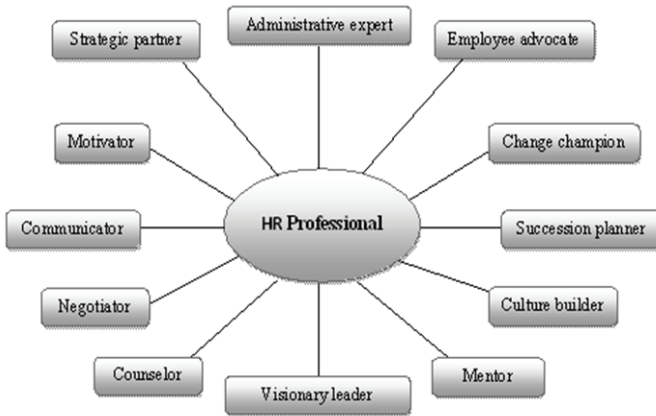 Administrative expert
Strategic partner
Employee advocate
Motivator
Change champion
HR Professional
Communicator
Succession planner
Negotiator
Culture builder
Counselor
Visionary leader
Mentor